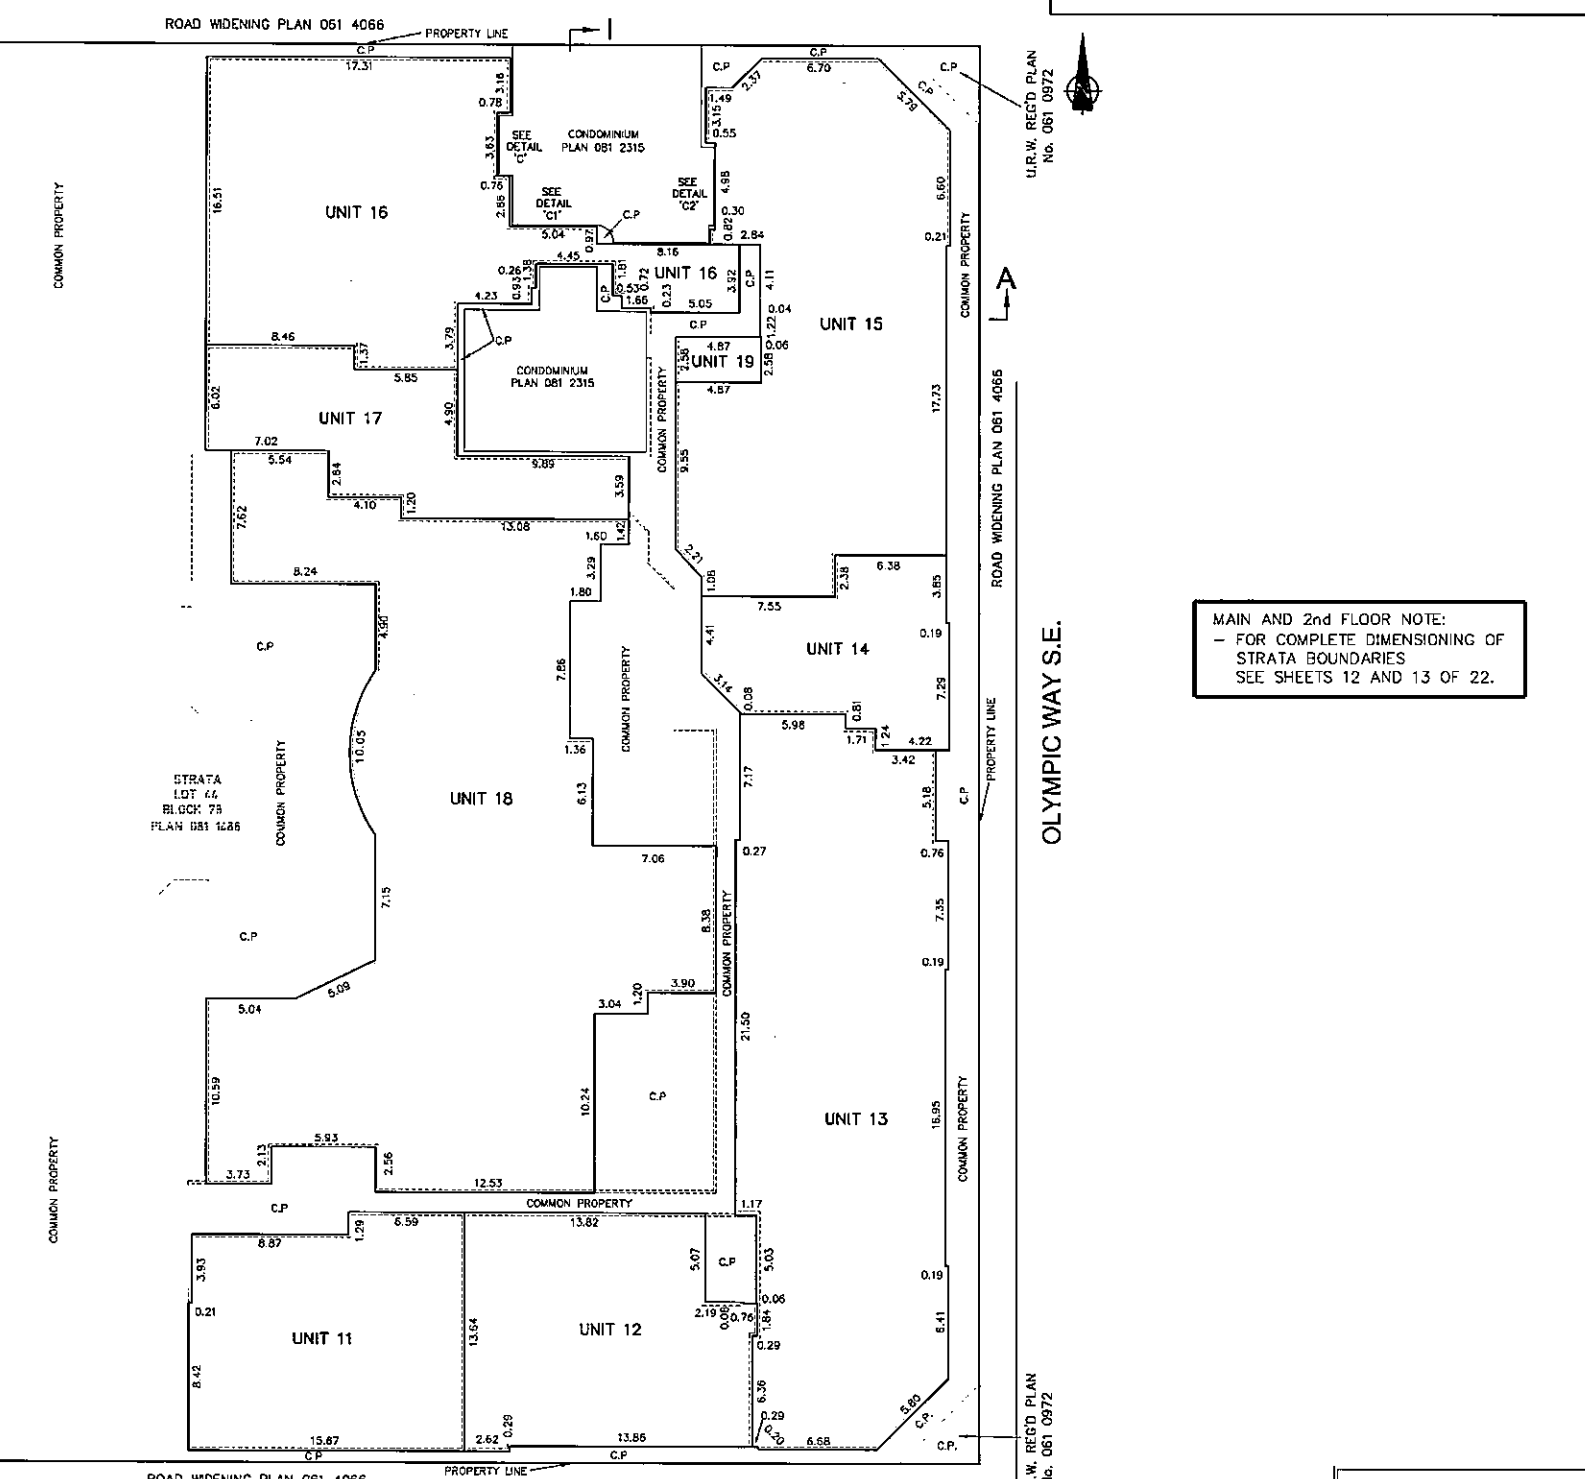 ROAD WIDENING PLAN 061 4066
PROPERTY LINE
I
C.P
17.31
3.16
0.78
3.63
SEE
DETAIL
'C'
CONDOMINIUM
PLAN 081 2315
0.76
16.51
UNIT 16
SEE
DETAIL
"C1"
SEE
DETAIL
"C2"
C.P
5.04
0.97
8.16
C.P
C.P
6.70
2.37
1.49
3.15
0.55
C.P
C.P
5.79
4.98
0.30
0.82
2.84
6.60
0.21
U.R.W. REG'D PLAN
No. 061 0972
COMMON PROPERTY
COMMON PROPERTY
A
4.45
0.26
1.38
0.93
4.23
1.81
0.72
0.53
C.P
1.66
0.23
UNIT 16
3.92
5.05
C.P
4.11
0.04
1.22
0.06
C.P
4.87
2.58
UNIT 19
2.58
4.87
UNIT 15
8.46
1.37
3.79
C.P
5.85
CONDOMINIUM
PLAN 081 2315
6.02
UNIT 17
4.90
COMMON PROPERTY
9.55
17.73
ROAD WIDENING PLAN 061 4066
7.02
5.54
2.84
9.89
3.59
4.10
1.20
13.08
1.42
1.60
7.62
3.29
2.21
1.08
8.24
1.80
7.55
2.38
6.38
3.85
MAIN AND 2nd FLOOR NOTE:
– FOR COMPLETE DIMENSIONING OF
STRATA BOUNDARIES
SEE SHEETS 12 AND 13 OF 22.
C.P
4.90
4.41
0.19
UNIT 14
7.86
COMMON PROPERTY
3.14
0.08
7.29
0.81
5.98
1.71
1.24
4.22
3.42
OLYMPIC WAY S.E.
PROPERTY LINE
10.05
1.36
7.17
COMMON PROPERTY
STRATA
BLOCK 7B
UNIT 18
6.13
5.18
C.P
7.06
0.27
0.76
7.15
8.38
COMMON PROPERTY
7.35
C.P
0.19
5.09
5.04
3.90
1.20
3.04
21.50
10.59
10.24
C.P
UNIT 13
16.95
COMMON PROPERTY
COMMON PROPERTY
5.93
2.13
2.56
3.73
12.53
COMMON PROPERTY
1.17
C.P
6.59
13.82
1.29
8.87
3.93
5.07
C.P
5.03
0.19
0.21
2.19
0.08
0.76
0.06
1.84
0.29
UNIT 11
UNIT 12
13.64
6.41
8.42
6.36
5.80
C.P.
0.29
0.29
0.20
15.87
2.62
13.86
6.68
C.P.
C.P
C.P
PROPERTY LINE
ROAD WIDENING PLAN 061 4066
.W. REG'D PLAN
No. 061 0972